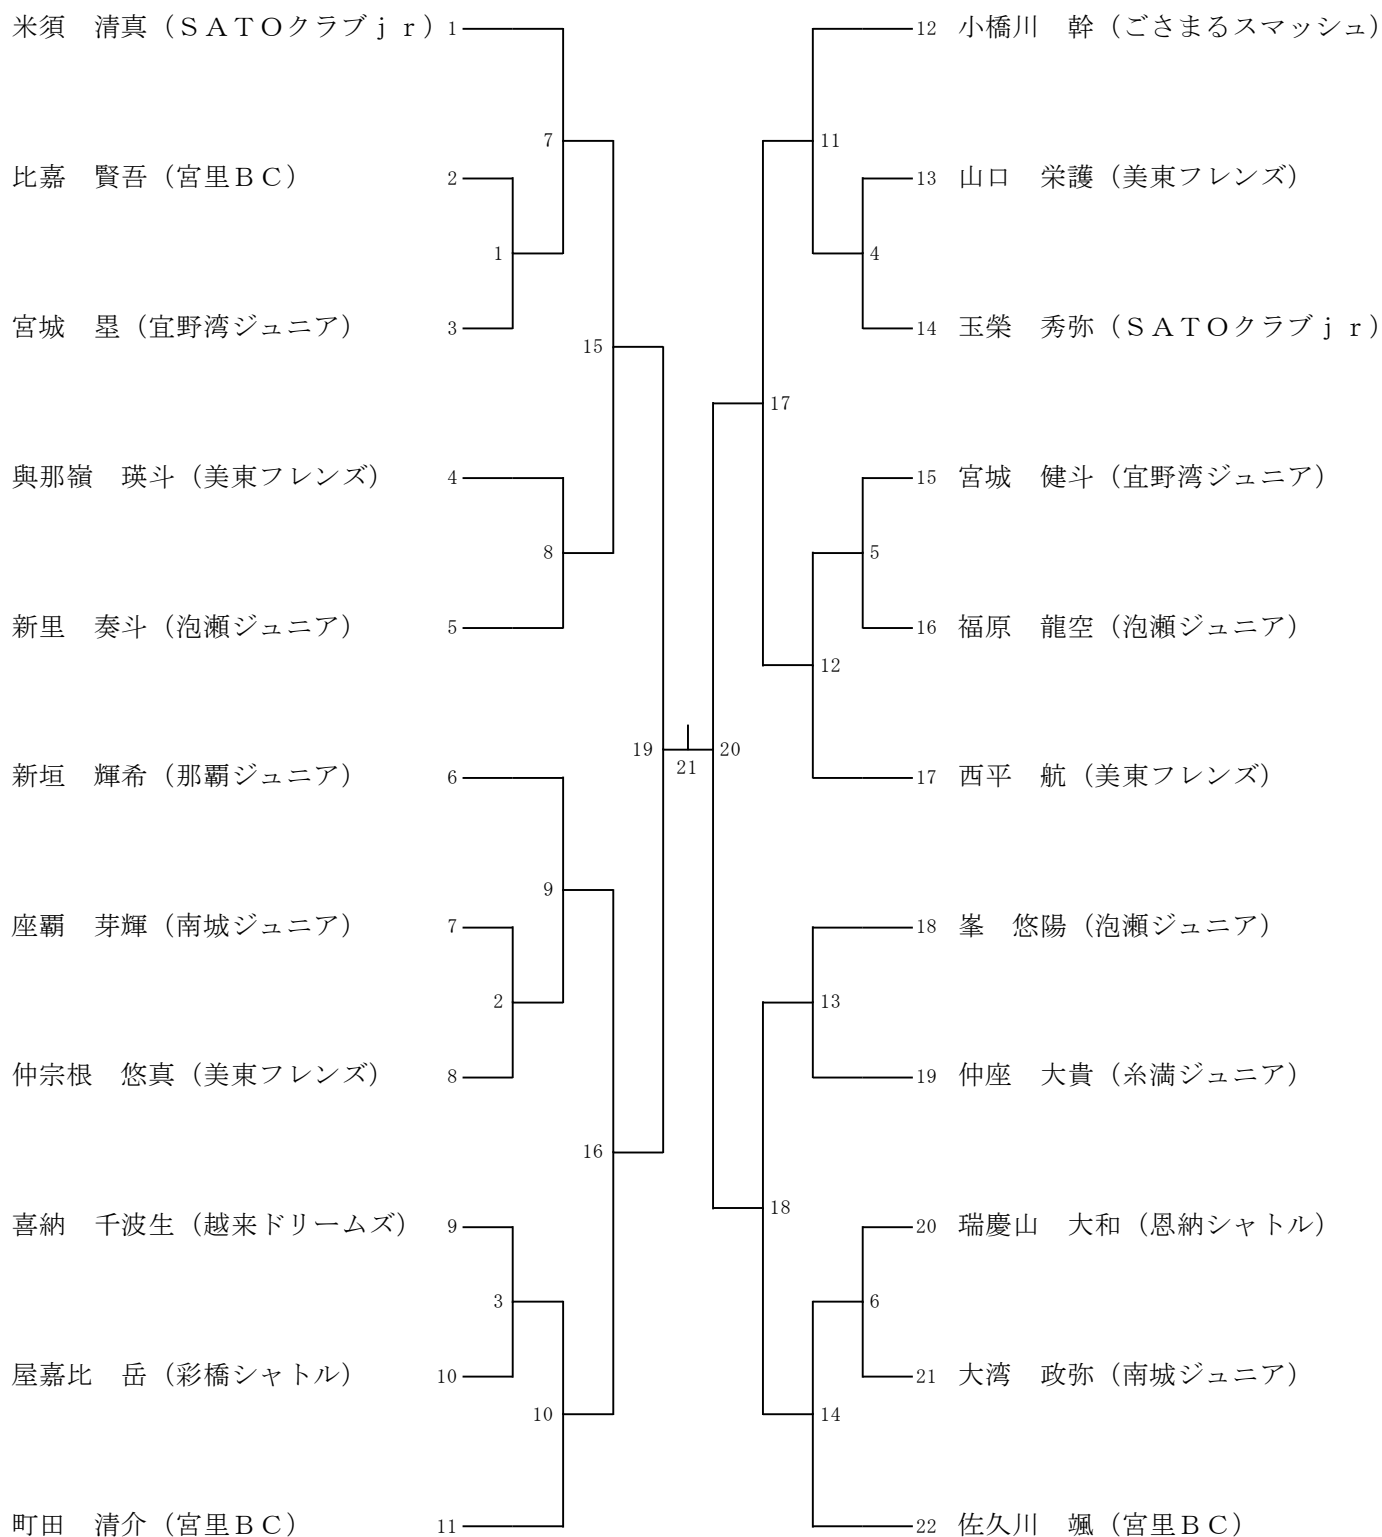 米須　清真（ＳＡＴＯクラブｊｒ）1
12 小橋川　幹（ごさまるスマッシュ）
7
11
比嘉　賢吾（宮里ＢＣ） 2
13 山口　栄護（美東フレンズ）
1
4
宮城　塁（宜野湾ジュニア） 3
14 玉榮　秀弥（ＳＡＴＯクラブｊｒ）
15
17
與那嶺　瑛斗（美東フレンズ） 4
15 宮城　健斗（宜野湾ジュニア）
8
5
新里　奏斗（泡瀬ジュニア） 5
16 福原　龍空（泡瀬ジュニア）
12
19
20
21
新垣　輝希（那覇ジュニア） 6
17 西平　航（美東フレンズ）
9
座覇　芽輝（南城ジュニア） 7
18 峯　悠陽（泡瀬ジュニア）
2
13
仲宗根　悠真（美東フレンズ） 8
19 仲座　大貴（糸満ジュニア）
16
18
喜納　千波生（越来ドリームズ） 9
20 瑞慶山　大和（恩納シャトル）
3
6
屋嘉比　岳（彩橋シャトル） 10
21 大湾　政弥（南城ジュニア）
10
14
町田　清介（宮里ＢＣ） 11
22 佐久川　颯（宮里ＢＣ）